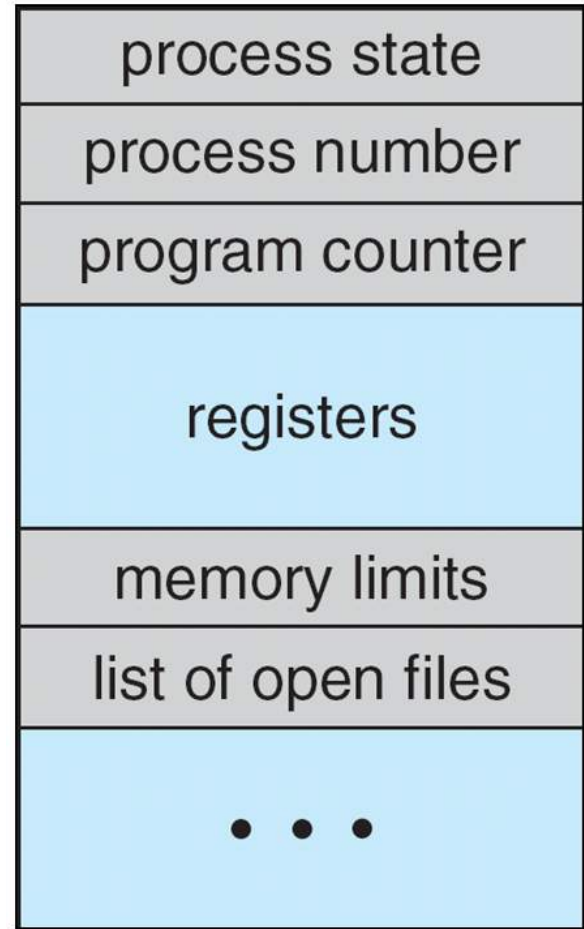 process state
process number
program counter
registers
memory limits
list of open files
• • •